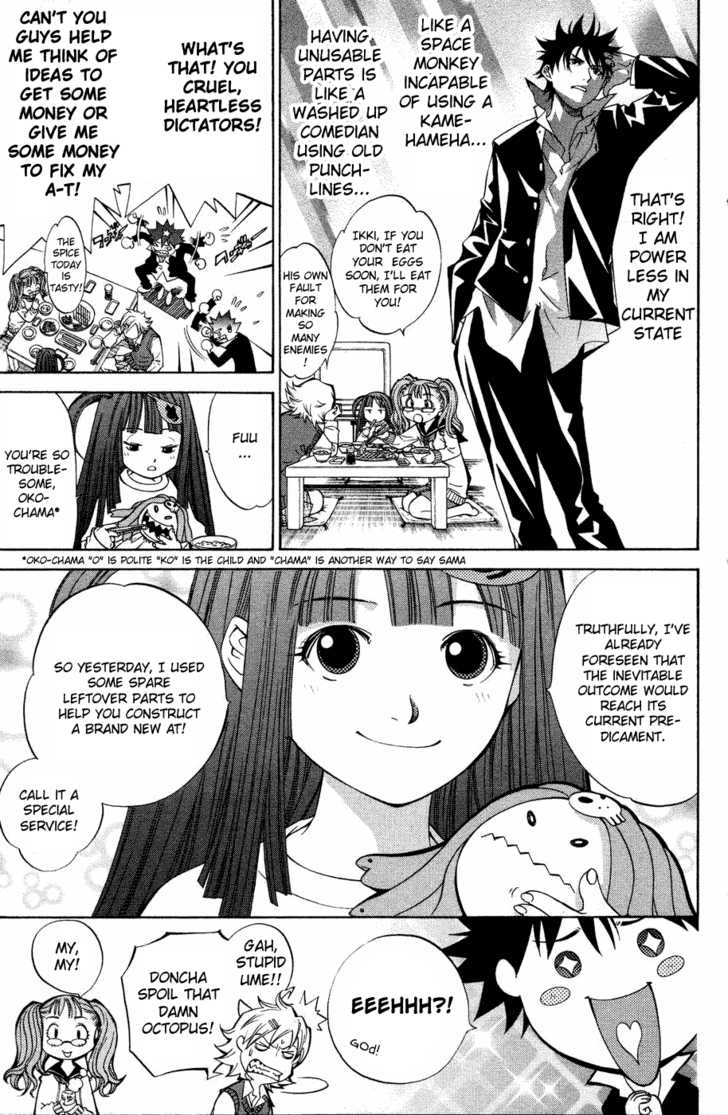 THAT'S
RIGHT!
I AM
POWER
LESS IN
MY
CURRENT
STATE
LIKE A
SPACE
MONKEY
INCAPABLE
OF USING A
KAME-
HAMEHA...
HAVING
UNUSABLE
PARTS IS
LIKE A
WASHED UP
COMEDIAN
USING OLD
PUNCH-
LINES...
IKKI, IF YOU
DON'T EAT
YOUR EGGS
SOON, I'LL EAT
THEM FOR
YOU!
HIS OWN
FAULT
FOR
MAKING
SO
MANY
ENEMIES
!
WHAT'S
THAT! YOU
CRUEL,
HEARTLESS
DICTATORS!
CAN'T YOU
GUYS HELP
ME THINK OF
IDEAS TO
GET SOME
MONEY OR
GIVE ME
SOME MONEY
TO FIX MY
A-T!
THE
SPICE
TODAY
IS
TASTY!
FUU
...
YOU'RE SO
TROUBLE-
SOME,
OKO-
CHAMA*
*OKO-CHAMA "O" IS POLITE "KO" IS THE CHILD AND "CHAMA" IS ANOTHER WAY TO SAY SAMA
TRUTHFULLY, I'VE
ALREADY
FORESEEN THAT
THE INEVITABLE
OUTCOME WOULD
REACH ITS
CURRENT PRE-
DICAMENT.
SO YESTERDAY, I USED
SOME SPARE
LEFTOVER PARTS TO
HELP YOU CONSTRUCT
A BRAND NEW AT!
CALL IT A
SPECIAL
SERVICE!
EEEHHH?!
GOd!
GAH,
STUPID
UME!!
DONCHA
SPOIL THAT
DAMN
OCTOPUS!
MY,
MY!